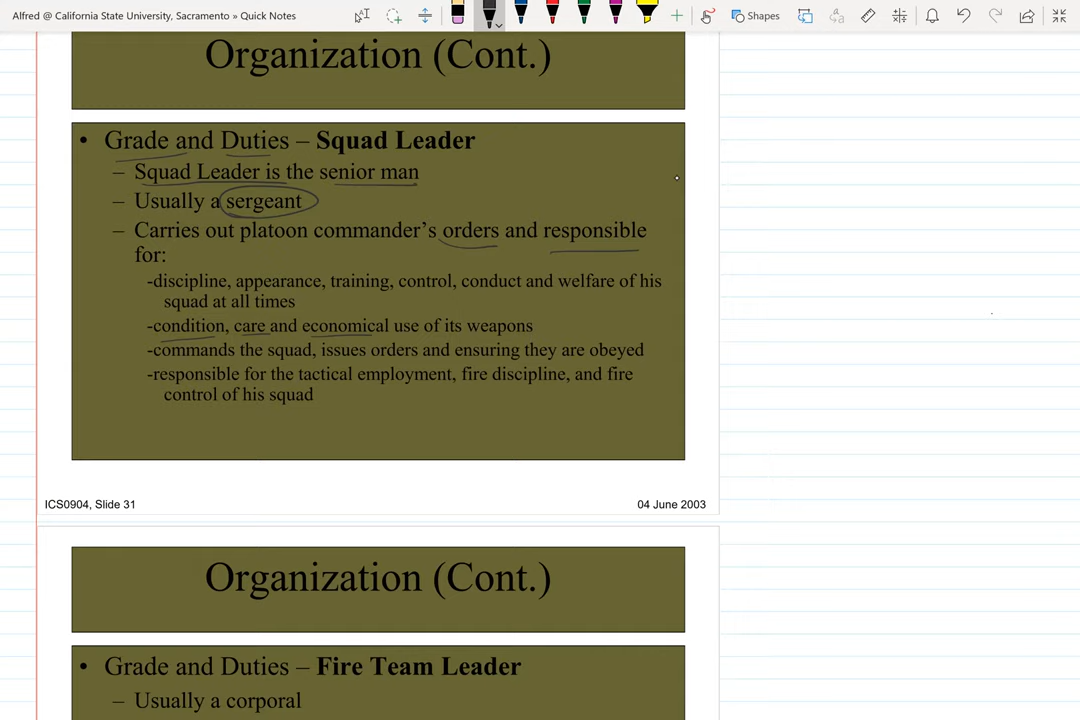 Alfred @ California State University, Sacramento » Quick Notes
Shapes
Organization (Cont.)
• Grade and Duties – Squad Leader
– Squad Leader is the senior man
– Usually a sergeant
– Carries out platoon commander's orders and responsible
for:
-discipline, appearance, training, control, conduct and welfare of his
squad at all times
-condition, care and economical use of its weapons
-commands the squad, issues orders and ensuring they are obeyed
-responsible for the tactical employment, fire discipline, and fire
control of his squad
ICS0904, Slide 31
04 June 2003
Organization (Cont.)
• Grade and Duties – Fire Team Leader
– Usually a corporal